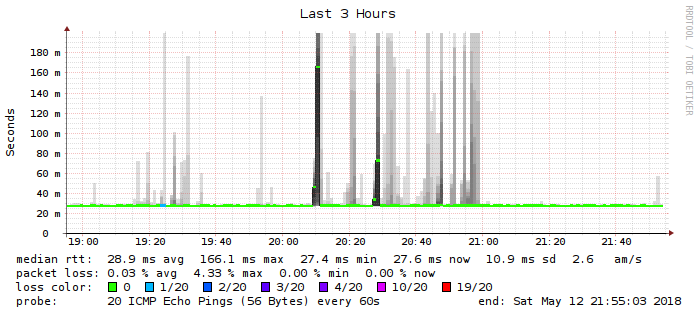 Last 3 Hours
RRDTOOL / TOBI OETIKER
Seconds
180 m
160 m
140 m
120 m
100 m
80 m
60 m
40 m
20 m
0
19:00 19:20 19:40 20:00 20:20 20:40 21:00 21:20 21:40
median rtt: 28.9 ms avg 166.1 ms max 27.4 ms min 27.6 ms now 10.9 ms sd 2.6 am/s
packet loss: 0.03 % avg 4.33 % max 0.00 % min 0.00 % now
loss color: 0 1/20 2/20 3/20 4/20 10/20 19/20
probe: 20 ICMP Echo Pings (56 Bytes) every 60s end: Sat May 12 21:55:03 2018